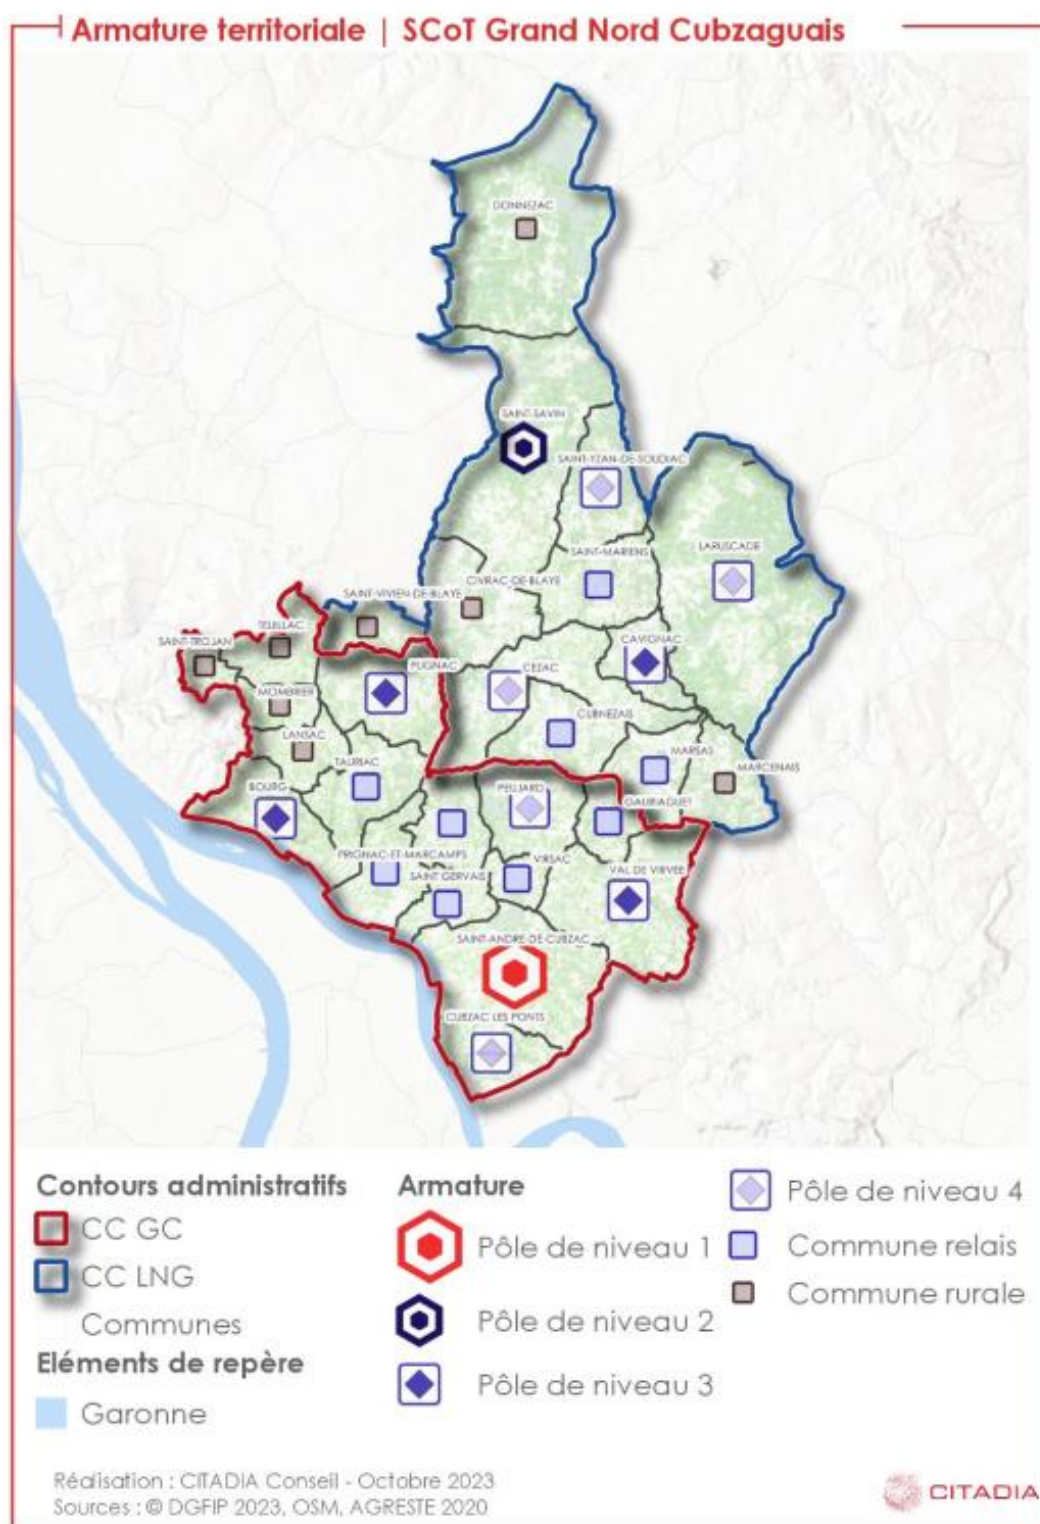 Armature territoriale | SCoT Grand Nord Cubzaguais
DONNEZAC
SAINT-SAVIN
SAINT-YZAN-DE-SOUDIAC
SAINT-MARIENS
LARUSCADE
CIVRAC-DE-BLAYE
SAINT-VIVIEN-DE-BLAYE
TEUILLAC
SAINT-TROJAN
CAVIGNAC
PUGNAC
CEZAC
MOMBRIER
CUBNEZAIS
LANSAC
MARSAS
TAURIAC
MARCENAIS
BOURG
PEUJARD
GAURIAGUET
PRIGNAC-ET-MARCAMPS
VIRSAC
SAINT GERVAIS
VAL DE VIRVEE
SAINT-ANDRE-DE-CUBZAC
CUBZAC LES PONTS
Contours administratifs
CC GC
CC LNG
Communes
Eléments de repère
Garonne
Armature
Pôle de niveau 1
Pôle de niveau 2
Pôle de niveau 3
Pôle de niveau 4
Commune relais
Commune rurale
Réalisation : CITADIA Conseil - Octobre 2023
Sources : © DGFIP 2023, OSM, AGRESTE 2020
CITADIA